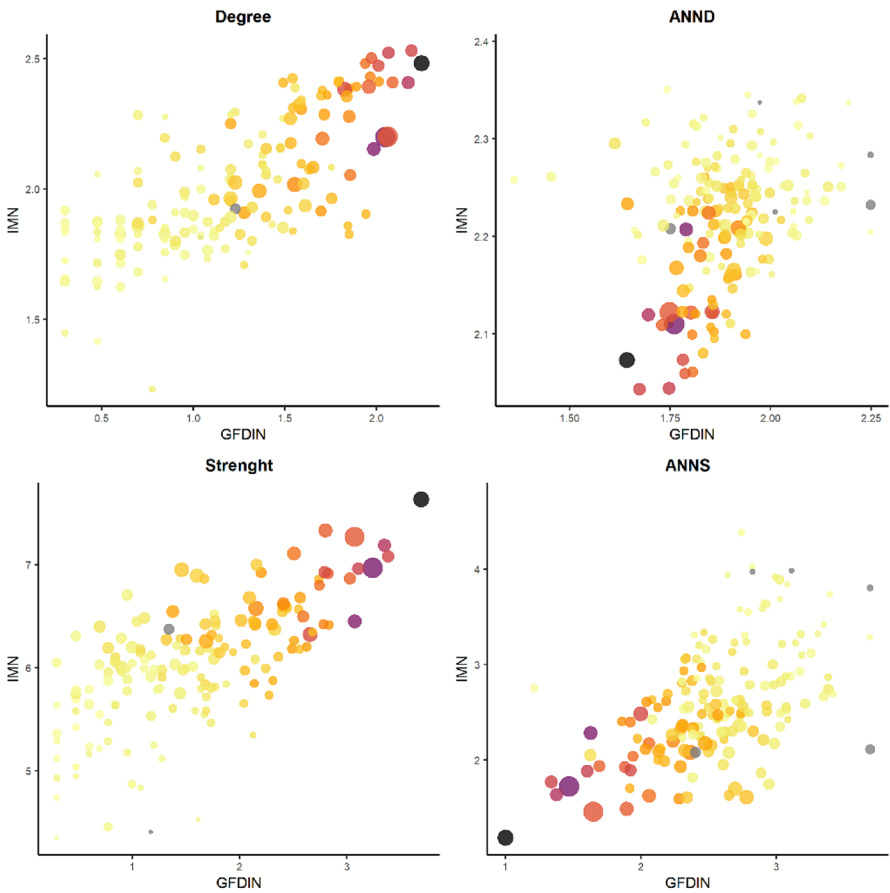 Degree
ANND
IMN
2.5
2.0
1.5
0.5
1.0
1.5
2.0
GFDIN
IMN
2.4
2.3
2.2
2.1
1.50
1.75
2.00
2.25
GFDIN
Strenght
ANNS
IMN
7
6
5
1
2
3
GFDIN
IMN
4
3
2
1
2
3
GFDIN